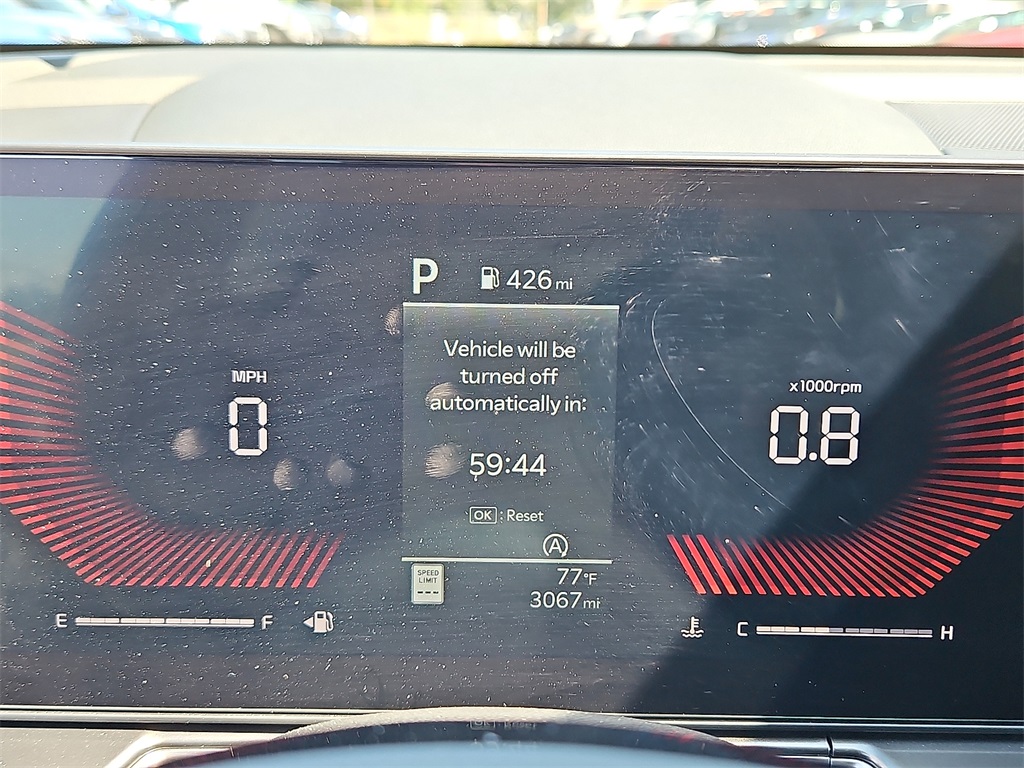 P 426 mi
Vehicle will be
turned off
automatically in:
MPH
x1000rpm
0
0.8
59:44
OK : Reset
A
SPEED
LIMIT
---
77°F
3067 mi
E F
C H